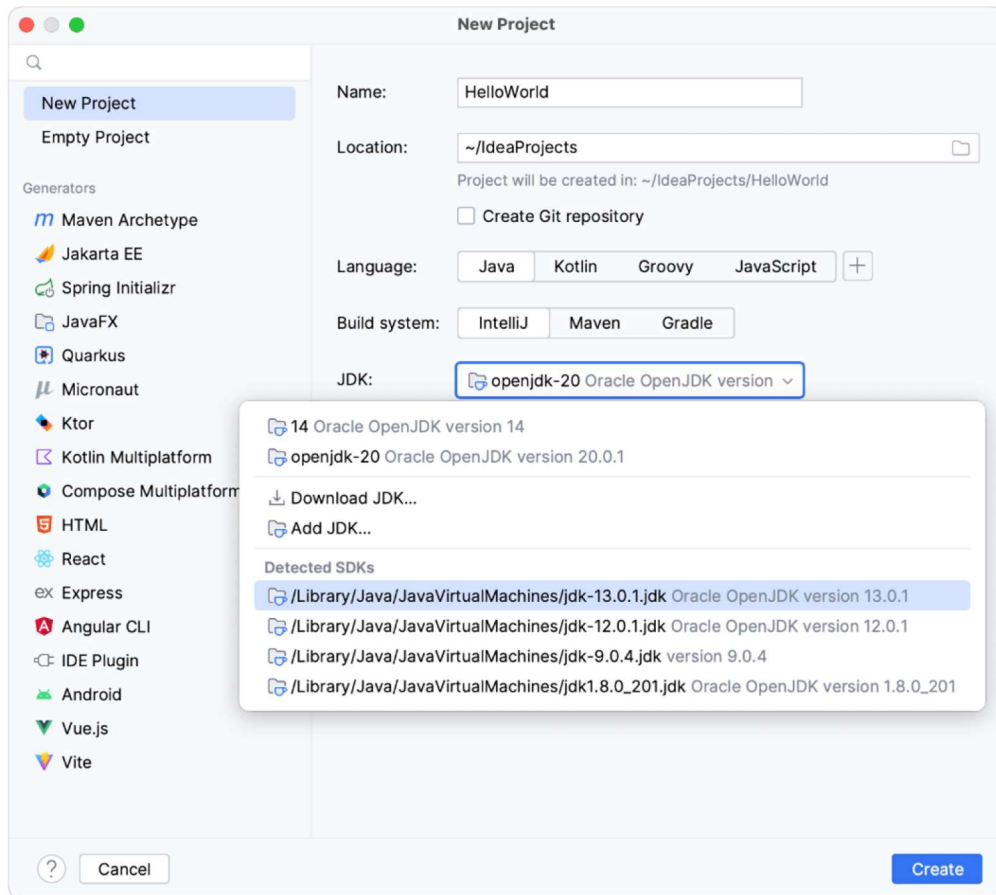 New Project
New Project
Empty Project
Generators
m Maven Archetype
Jakarta EE
Spring Initializr
JavaFX
Quarkus
μ Micronaut
Ktor
Kotlin Multiplatform
Compose Multiplatform
HTML
React
ex Express
Angular CLI
IDE Plugin
Android
Vue.js
Vite
Name:
HelloWorld
Location:
~/IdeaProjects
Project will be created in: ~/IdeaProjects/HelloWorld
Create Git repository
Language:
Java Kotlin Groovy JavaScript +
Build system:
IntelliJ Maven Gradle
JDK:
openjdk-20 Oracle OpenJDK version
14 Oracle OpenJDK version 14
openjdk-20 Oracle OpenJDK version 20.0.1
Download JDK...
Add JDK...
Detected SDKs
/Library/Java/JavaVirtualMachines/jdk-13.0.1.jdk Oracle OpenJDK version 13.0.1
/Library/Java/JavaVirtualMachines/jdk-12.0.1.jdk Oracle OpenJDK version 12.0.1
/Library/Java/JavaVirtualMachines/jdk-9.0.4.jdk version 9.0.4
/Library/Java/JavaVirtualMachines/jdk1.8.0_201.jdk Oracle OpenJDK version 1.8.0_201
? Cancel Create